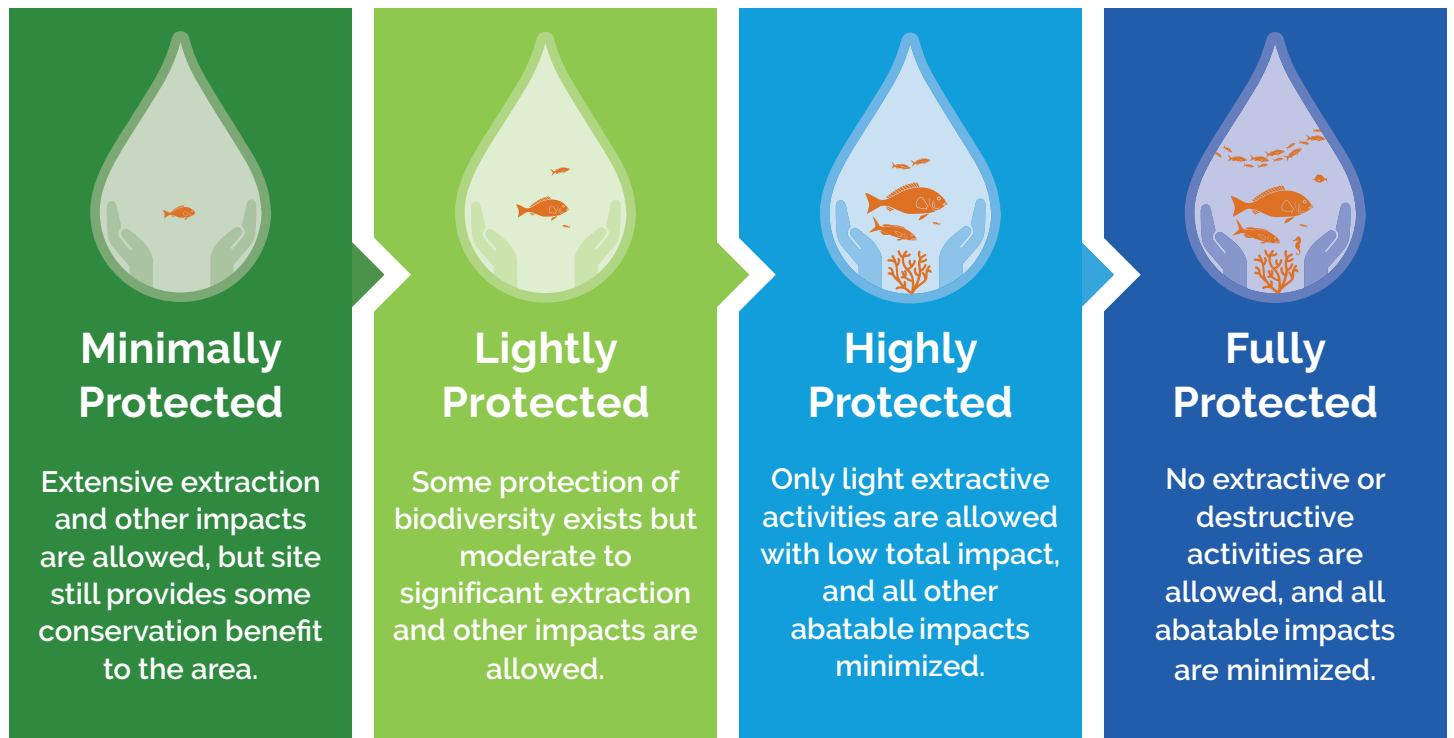 Minimally
Protected
Extensive extraction
and other impacts
are allowed, but site
still provides some
conservation benefit
to the area.
Lightly
Protected
Some protection of
biodiversity exists but
moderate to
significant extraction
and other impacts are
allowed.
Highly
Protected
Only light extractive
activities are allowed
with low total impact,
and all other
abatable impacts
minimized.
Fully
Protected
No extractive or
destructive
activities are
allowed, and all
abatable impacts
are minimized.